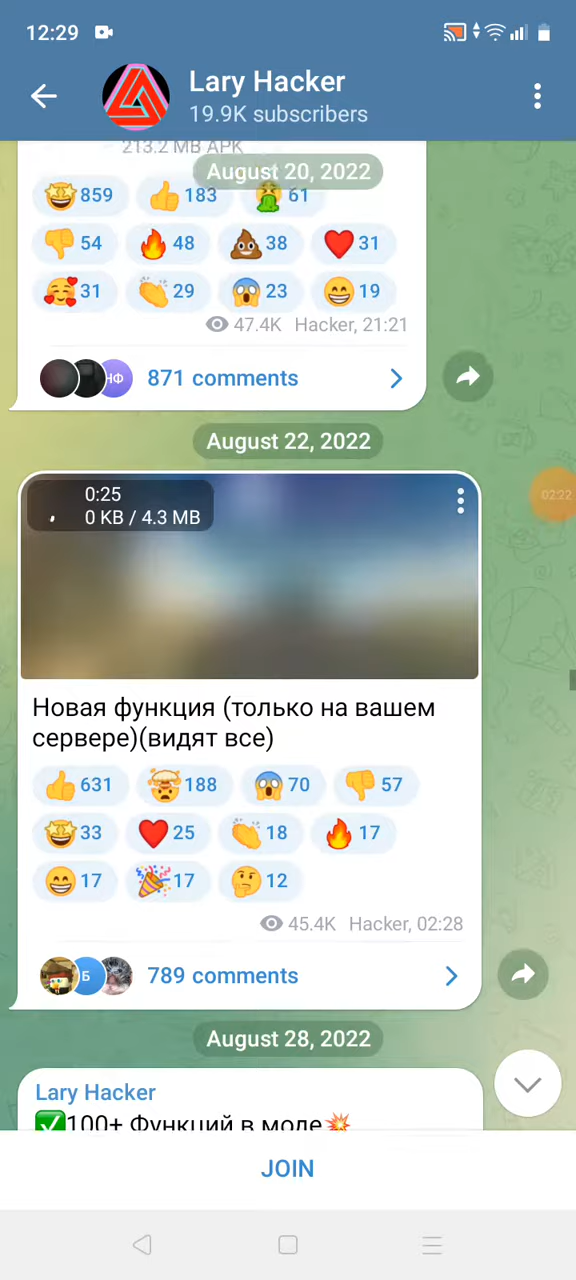 12:29
Lary Hacker
19.9K subscribers
213.2 MB APK
August 20, 2022
859 183 61
54 48 38 31
31 29 23 19
47.4K Hacker, 21:21
НФ
871 comments
August 22, 2022
0:25
0 KB / 4.3 MB
02:22
Новая функция (только на вашем
сервере)(видят все)
631 188 70 57
33 25 18 17
17 17 12
45.4K Hacker, 02:28
Б
789 comments
August 28, 2022
Lary Hacker
✅100+ Функций в моде💥
JOIN